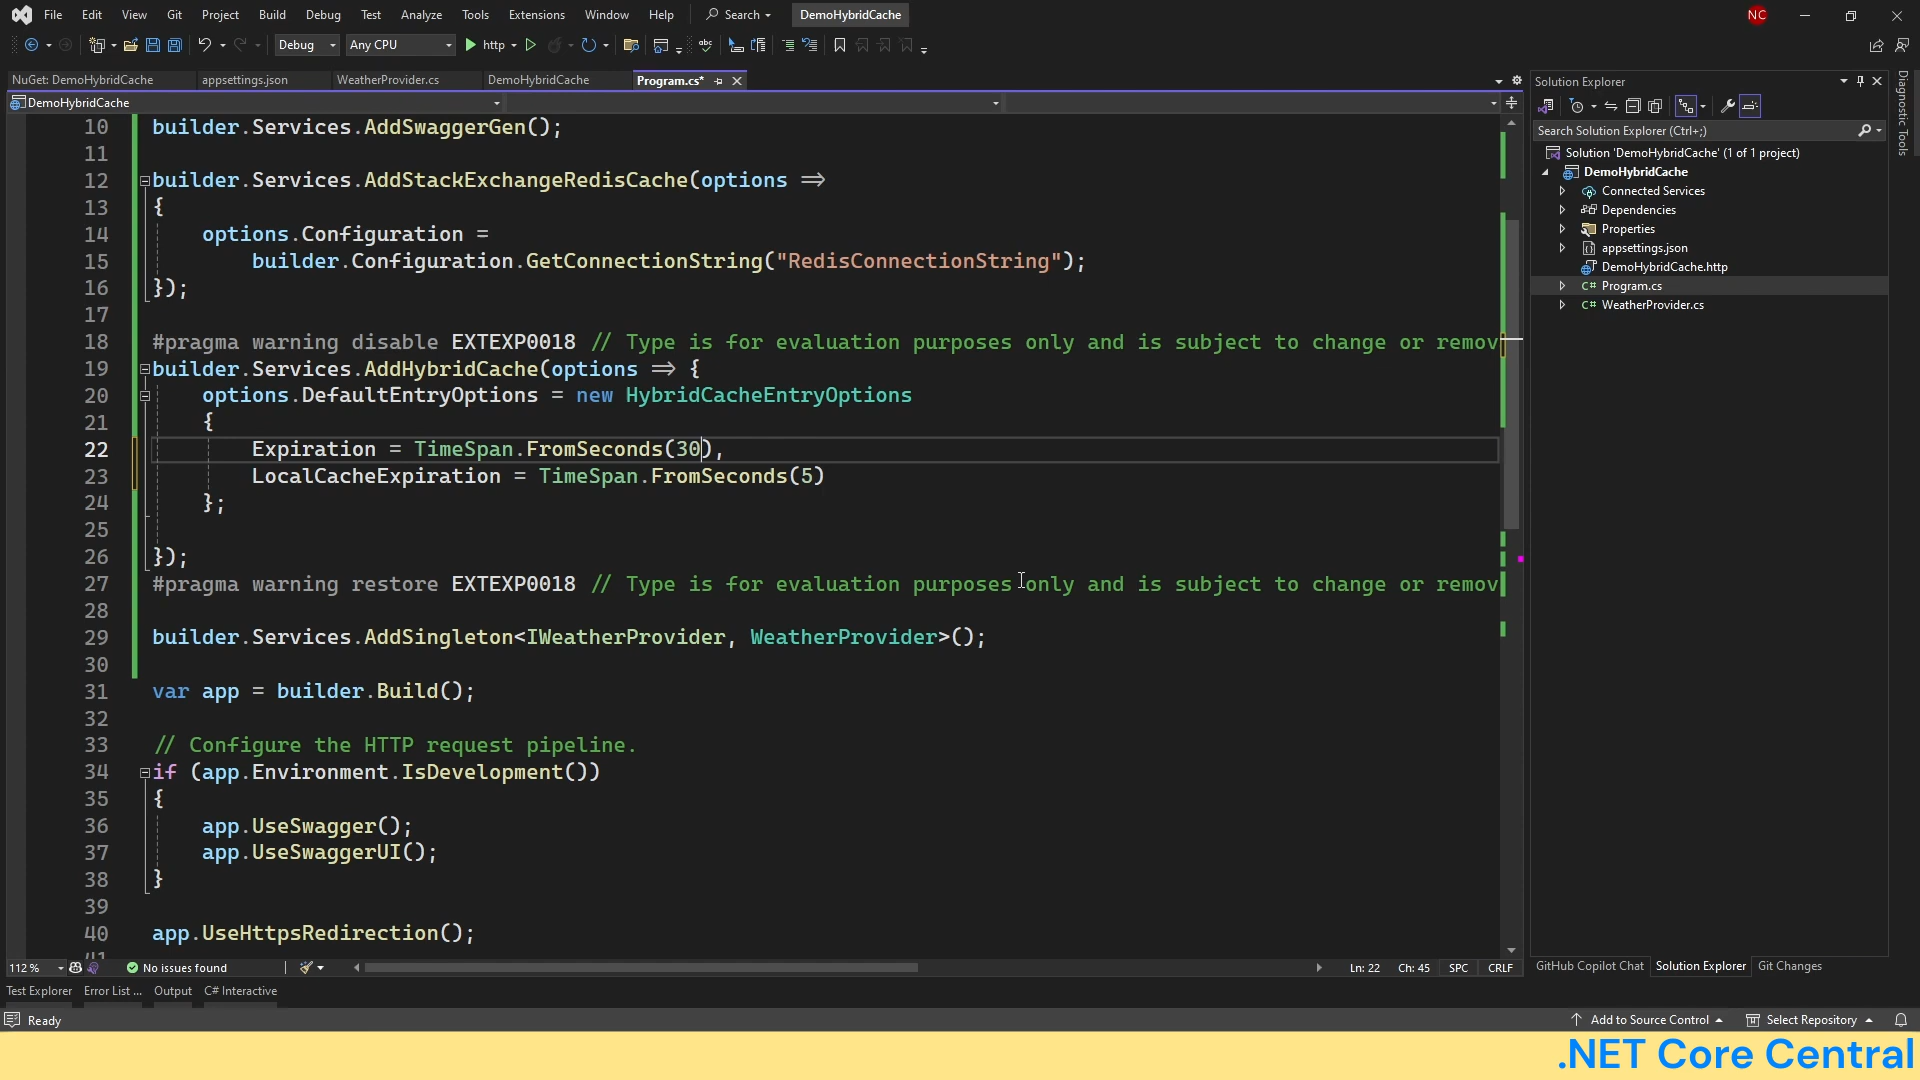 File Edit View Git Project Build Debug Test Analyze Tools Extensions Window Help Search DemoHybridCache NC
Debug Any CPU http
NuGet: DemoHybridCache appsettings.json WeatherProvider.cs DemoHybridCache Program.cs*
DemoHybridCache
10 builder.Services.AddSwaggerGen();
11
12 builder.Services.AddStackExchangeRedisCache(options =>
13 {
14 options.Configuration =
15 builder.Configuration.GetConnectionString("RedisConnectionString");
16 });
17
18 #pragma warning disable EXTEXP0018 // Type is for evaluation purposes only and is subject to change or remov
19 builder.Services.AddHybridCache(options => {
20 options.DefaultEntryOptions = new HybridCacheEntryOptions
21 {
22 Expiration = TimeSpan.FromSeconds(30),
23 LocalCacheExpiration = TimeSpan.FromSeconds(5)
24 };
25
26 });
27 #pragma warning restore EXTEXP0018 // Type is for evaluation purposes only and is subject to change or remov
28
29 builder.Services.AddSingleton<IWeatherProvider, WeatherProvider>();
30
31 var app = builder.Build();
32
33 // Configure the HTTP request pipeline.
34 if (app.Environment.IsDevelopment())
35 {
36 app.UseSwagger();
37 app.UseSwaggerUI();
38 }
39
40 app.UseHttpsRedirection();
41
112 % No issues found Ln: 22 Ch: 45 SPC CRLF
Test Explorer Error List ... Output C# Interactive
Ready Add to Source Control Select Repository
Solution Explorer
Search Solution Explorer (Ctrl+;)
Solution 'DemoHybridCache' (1 of 1 project)
DemoHybridCache
Connected Services
Dependencies
Properties
appsettings.json
DemoHybridCache.http
C# Program.cs
C# WeatherProvider.cs
GitHub Copilot Chat Solution Explorer Git Changes
Diagnostic Tools
.NET Core Central